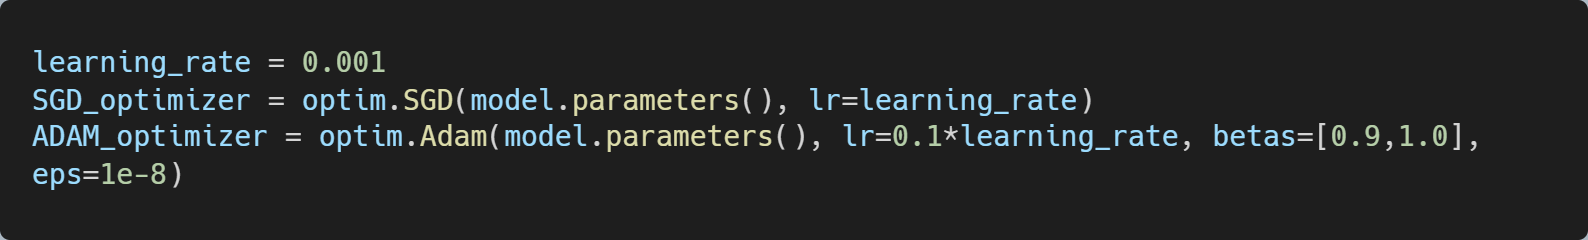 learning_rate = 0.001
SGD_optimizer = optim.SGD(model.parameters(), lr=learning_rate)
ADAM_optimizer = optim.Adam(model.parameters(), lr=0.1*learning_rate, betas=[0.9,1.0],
eps=1e-8)